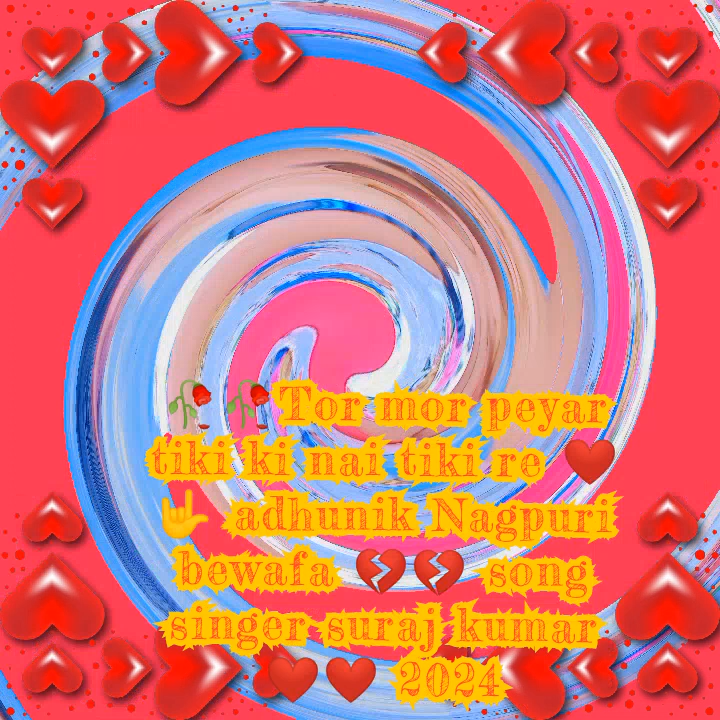 🥀🥀Tor mor peyar
tiki ki nai tiki re ♥️
🤟 adhunik Nagpuri
bewafa 💔💔 song
singer suraj kumar
♥️♥️ 2024